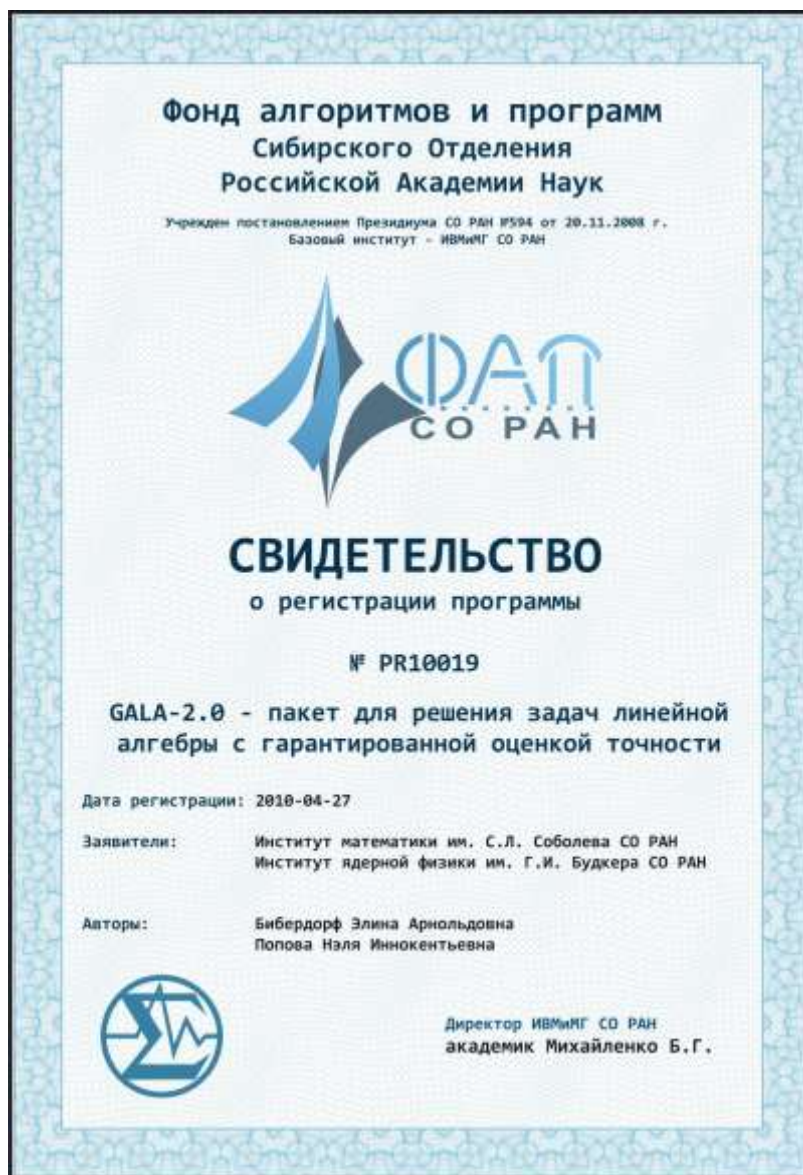 Фонд алгоритмов и программ
Сибирского Отделения
Российской Академии Наук
Учрежден постановлением Президиума СО РАН №594 от 20.11.2008 г.
Базовый институт - ИВМиМГ СО РАН
ФАП
СО РАН
СВИДЕТЕЛЬСТВО
о регистрации программы
№ PR10019
GALA-2.0 - пакет для решения задач линейной
алгебры с гарантированной оценкой точности
Дата регистрации: 2010-04-27
Заявители: Институт математики им. С.Л. Соболева СО РАН
Институт ядерной физики им. Г.И. Будкера СО РАН
Авторы: Бибердорф Элина Арнольдовна
Попова Нэля Иннокентьевна
Директор ИВМиМГ СО РАН
академик Михайленко Б.Г.